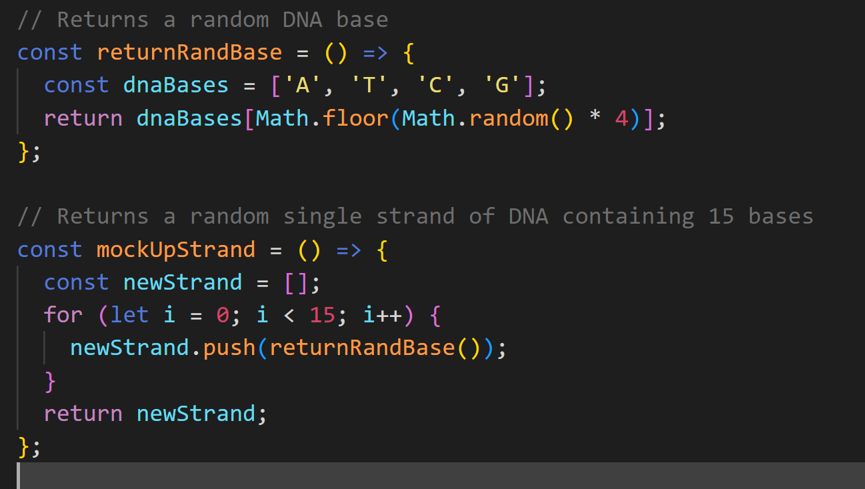 // Returns a random DNA base
const returnRandBase = () => {
  const dnaBases = ['A', 'T', 'C', 'G'];
  return dnaBases[Math.floor(Math.random() * 4)];
};

// Returns a random single strand of DNA containing 15 bases
const mockUpStrand = () => {
  const newStrand = [];
  for (let i = 0; i < 15; i++) {
    newStrand.push(returnRandBase());
  }
  return newStrand;
};